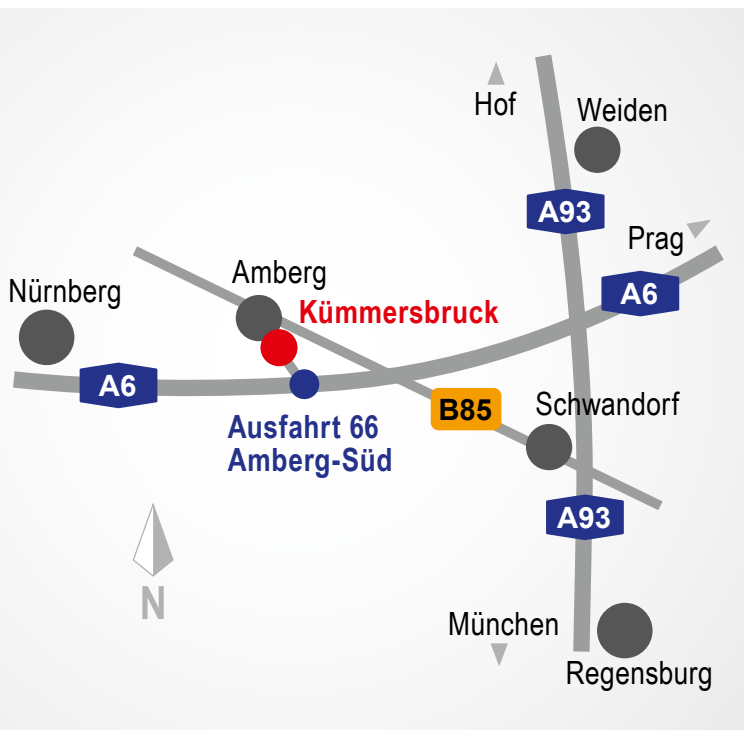 Hof
Weiden
A93
Prag
Amberg
Nürnberg
Kümmersbruck
A6
A6
B85
Schwandorf
Ausfahrt 66
Amberg-Süd
A93
N
München
Regensburg